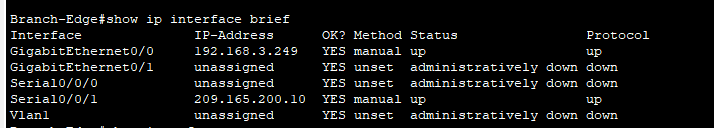 Branch-Edge#show ip interface brief
Interface IP-Address OK? Method Status Protocol
GigabitEthernet0/0 192.168.3.249 YES manual up up
GigabitEthernet0/1 unassigned YES unset administratively down down
Serial0/0/0 unassigned YES unset administratively down down
Serial0/0/1 209.165.200.10 YES manual up up
Vlan1 unassigned YES unset administratively down down